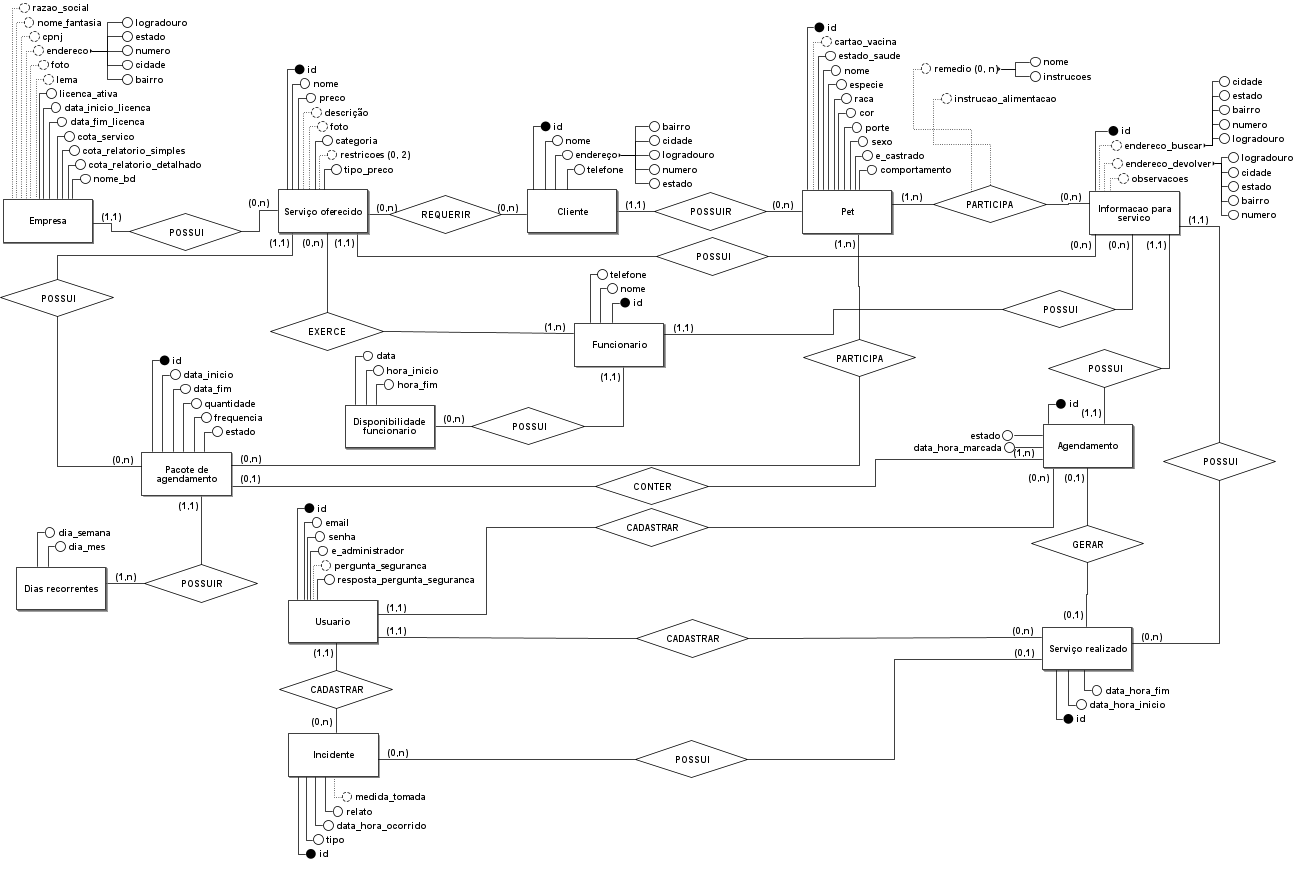 razao_social
nome_fantasia
cpnj
endereco
logradouro
estado
numero
cidade
bairro
foto
lema
licenca_ativa
data_inicio_licenca
data_fim_licenca
cota_servico
cota_relatorio_simples
cota_relatorio_detalhado
nome_bd
Empresa
(1,1)
POSSUI
(0,n)
id
nome
preco
descrição
foto
categoria
restricoes (0, 2)
tipo_preco
Serviço oferecido
(0,n)
REQUERIR
(0,n)
id
nome
endereço
telefone
bairro
cidade
logradouro
numero
estado
Cliente
(1,1)
POSSUIR
(0,n)
id
cartao_vacina
estado_saude
nome
especie
raca
cor
porte
sexo
e_castrado
comportamento
Pet
(1,n)
remedio (0, n)
nome
instrucoes
instrucao_alimentacao
PARTICIPA
(0,n)
id
endereco_buscar
cidade
estado
bairro
numero
logradouro
endereco_devolver
logradouro
cidade
estado
bairro
numero
observacoes
Informacao para
servico
(1,1)
(1,1)
(0,n)
(1,1)
POSSUI
(0,n)
(0,n)
(1,1)
(1,n)
POSSUI
telefone
nome
id
EXERCE
(1,n)
Funcionario
(1,1)
POSSUI
(1,1)
PARTICIPA
POSSUI
(1,1)
data
hora_inicio
hora_fim
Disponibilidade
funcionario
(0,n)
POSSUI
id
data_inicio
data_fim
quantidade
frequencia
estado
Pacote de
agendamento
(0,n)
(0,n)
(0,1)
(1,1)
CONTER
id
estado
data_hora_marcada
(1,n)
Agendamento
(0,n)
(0,1)
POSSUI
dia_semana
dia_mes
Dias recorrentes
(1,n)
POSSUIR
id
email
senha
e_administrador
pergunta_seguranca
resposta_pergunta_seguranca
Usuario
(1,1)
(1,1)
(1,1)
CADASTRAR
GERAR
(0,1)
CADASTRAR
(0,n)
(0,1)
Serviço realizado
(0,n)
data_hora_fim
data_hora_inicio
id
CADASTRAR
(0,n)
Incidente
(0,n)
POSSUI
medida_tomada
relato
data_hora_ocorrido
tipo
id